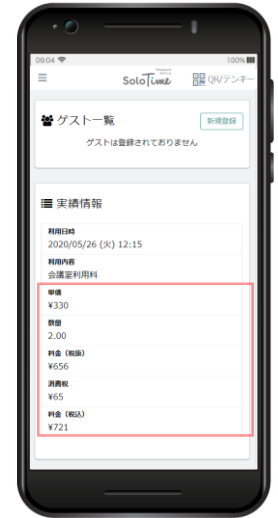 09:04
100%
Treasure Office
SoloTime
QR/テンキー
ゲスト一覧
新規登録
ゲストは登録されておりません
実績情報
利用日時
2020/05/26 (火) 12:15
利用内容
会議室利用料
単価
¥330
数量
2.00
料金（税抜）
¥656
消費税
¥65
料金（税込）
¥721